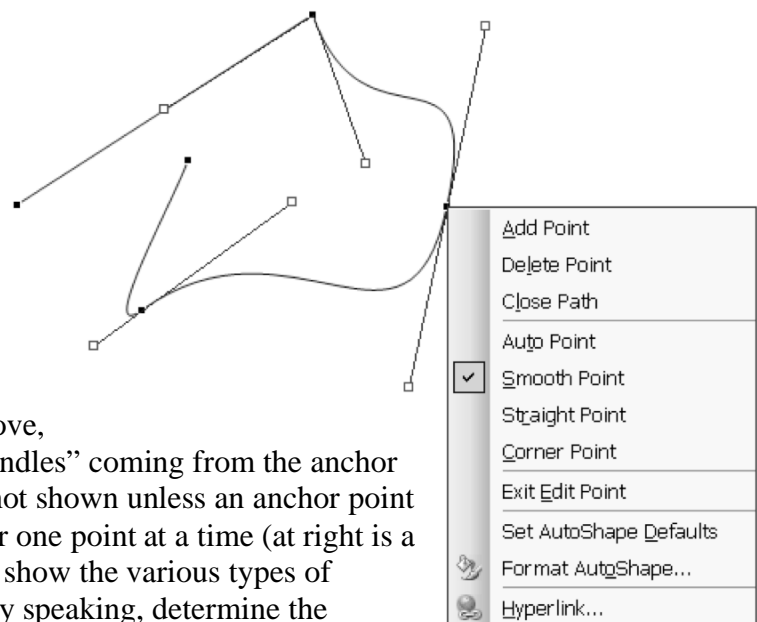 Add Point
Delete Point
Close Path
Auto Point
Smooth Point
Straight Point
Corner Point
Exit Edit Point
Set AutoShape Defaults
Format AutoShape...
Hyperlink...
ove,
ndles” coming from the anchor
not shown unless an anchor point
r one point at a time (at right is a
show the various types of
y speaking, determine the